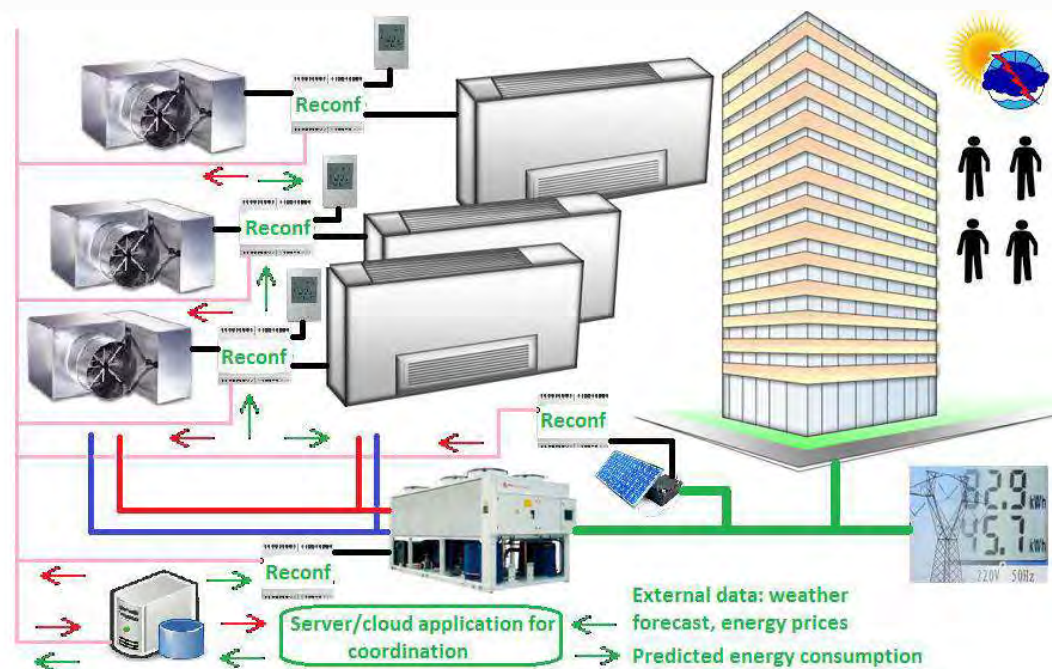 Reconf
Reconf
Reconf
Reconf
82.9 kWh
45.7 kWh
220V 50Hz
Reconf
External data: weather
forecast, energy prices
Server/cloud application for
coordination
Predicted energy consumption